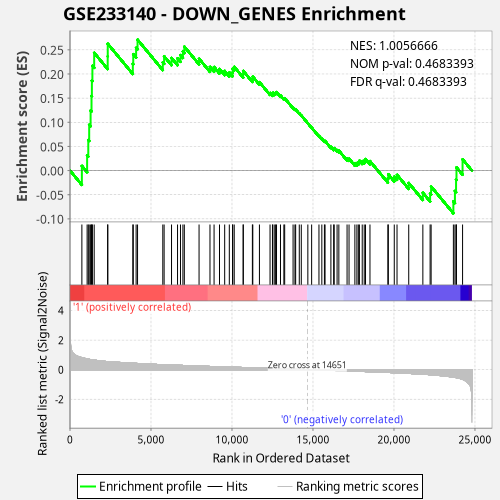 GSE233140 - DOWN_GENES Enrichment
Enrichment score (ES)
0.25
0.20
0.15
0.10
0.05
0.00
-0.05
-0.10
NES: 1.0056666
NOM p-val: 0.4683393
FDR q-val: 0.4683393
Ranked list metric (Signal2Noise)
'1' (positively correlated)
4
2
0
-2
Zero cross at 14651
'0' (negatively correlated)
0
5,000
10,000
15,000
20,000
25,000
Rank in Ordered Dataset
Enrichment profile
Hits
Ranking metric scores